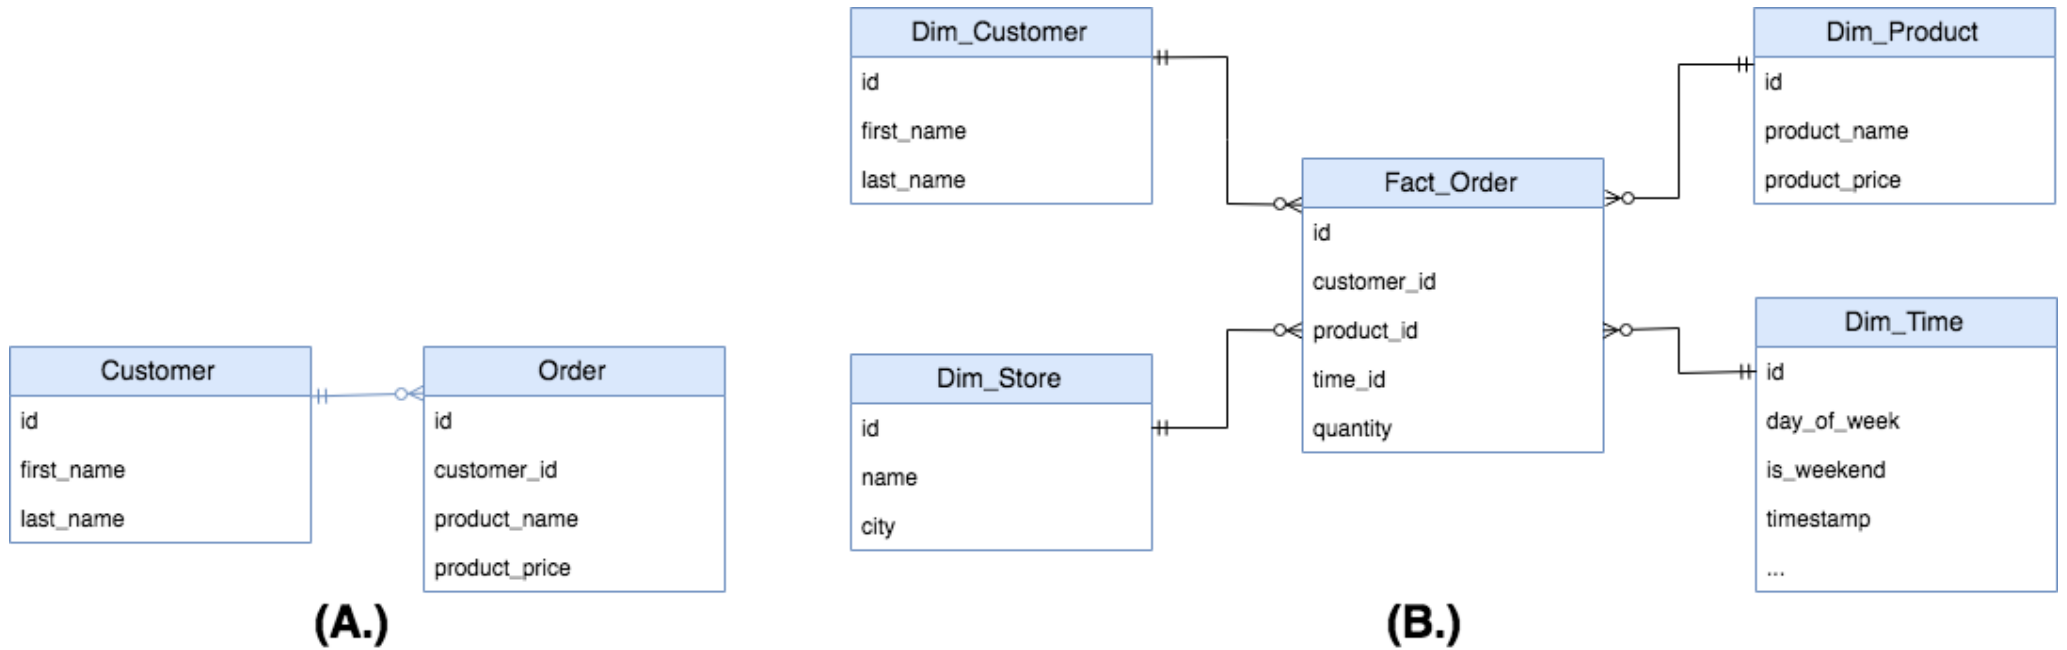 Customer
id
first_name
last_name
Order
id
customer_id
product_name
product_price
(A.)
Dim_Customer
id
first_name
last_name
Dim_Store
id
name
city
Fact_Order
id
customer_id
product_id
time_id
quantity
Dim_Product
id
product_name
product_price
Dim_Time
id
day_of_week
is_weekend
timestamp
...
(B.)